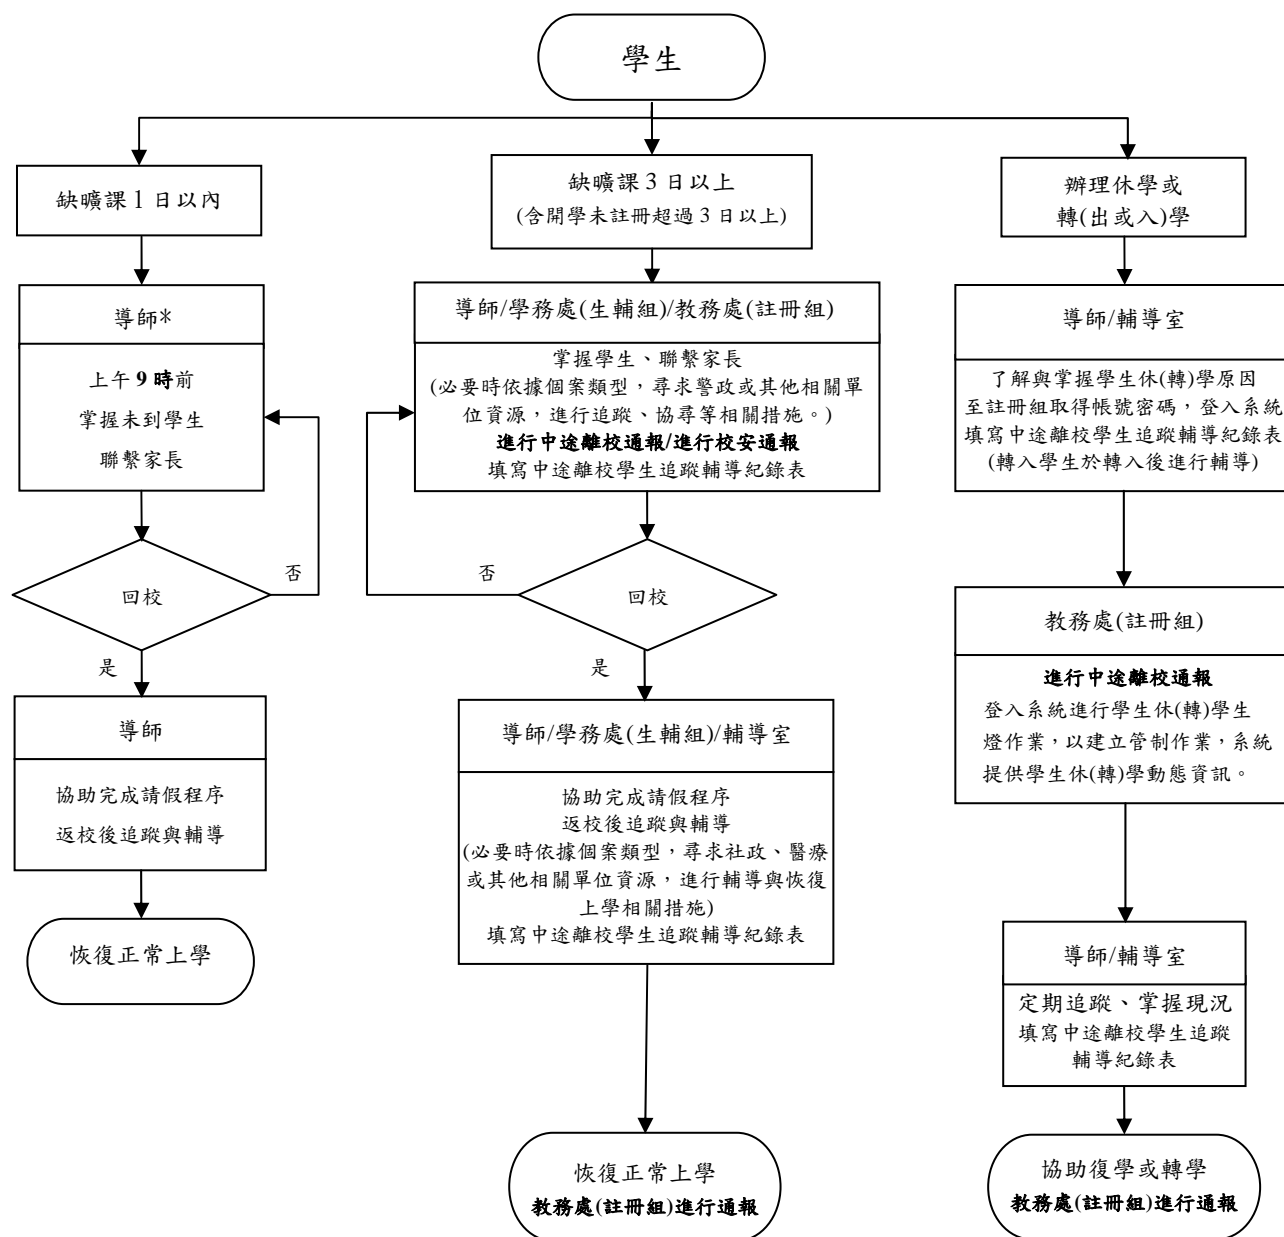 學生
缺曠課 1 日以內
導師*
上午 9 時前
掌握未到學生
聯繫家長
回校
否
是
導師
協助完成請假程序
返校後追蹤與輔導
恢復正常上學
缺曠課 3 日以上
(含開學未註冊超過 3 日以上)
導師/學務處(生輔組)/教務處(註冊組)
掌握學生、聯繫家長
(必要時依據個案類型，尋求警政或其他相關單
位資源，進行追蹤、協尋等相關措施。)
進行中途離校通報/進行校安通報
填寫中途離校學生追蹤輔導紀錄表
否
回校
是
導師/學務處(生輔組)/輔導室
協助完成請假程序
返校後追蹤與輔導
(必要時依據個案類型，尋求社政、醫療
或其他相關單位資源，進行輔導與恢復
上學相關措施)
填寫中途離校學生追蹤輔導紀錄表
恢復正常上學
教務處(註冊組)進行通報
辦理休學或
轉(出或入)學
導師/輔導室
了解與掌握學生休(轉)學原因
至註冊組取得帳號密碼，登入系統
填寫中途離校學生追蹤輔導紀錄表
(轉入學生於轉入後進行輔導)
教務處(註冊組)
進行中途離校通報
登入系統進行學生休(轉)學生
燈作業，以建立管制作業，系統
提供學生休(轉)學動態資訊。
導師/輔導室
定期追蹤、掌握現況
填寫中途離校學生追蹤
輔導紀錄表
協助復學或轉學
教務處(註冊組)進行通報